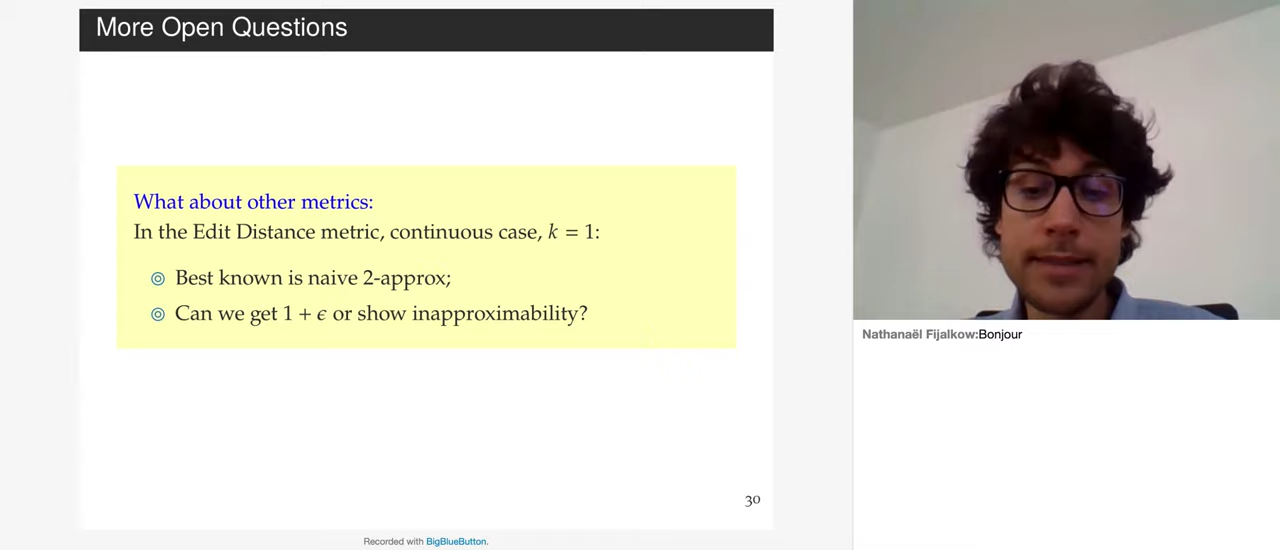 More Open Questions
What about other metrics:
In the Edit Distance metric, continuous case, k = 1:
Best known is naive 2-approx;
Can we get 1 + ϵ or show inapproximability?
30
Recorded with BigBlueButton.
Nathanaël Fijalkow:Bonjour